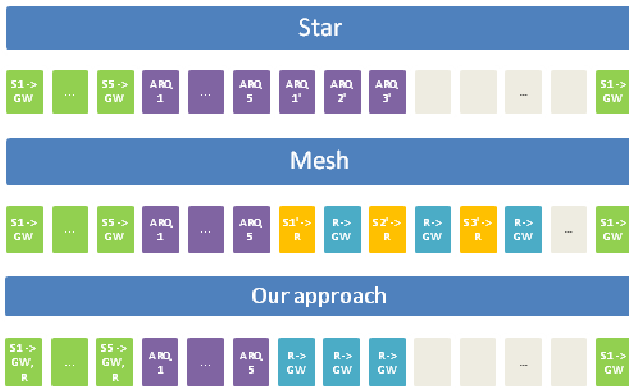 Star
S1->
GW
...
S5->
GW
ARQ
1
...
ARQ
5
ARQ
1'
ARQ
2'
ARQ
3'
....
S1->
GW
Mesh
S1->
GW
...
S5->
GW
ARQ
1
...
ARQ
5
S1'->
R
R->
GW
S2'->
R
R->
GW
S3'->
R
R->
GW
....
S1->
GW
Our approach
S1->
GW,
R
...
S5->
GW,
R
ARQ
1
...
ARQ
5
R->
GW
R->
GW
R->
GW
....
S1->
GW